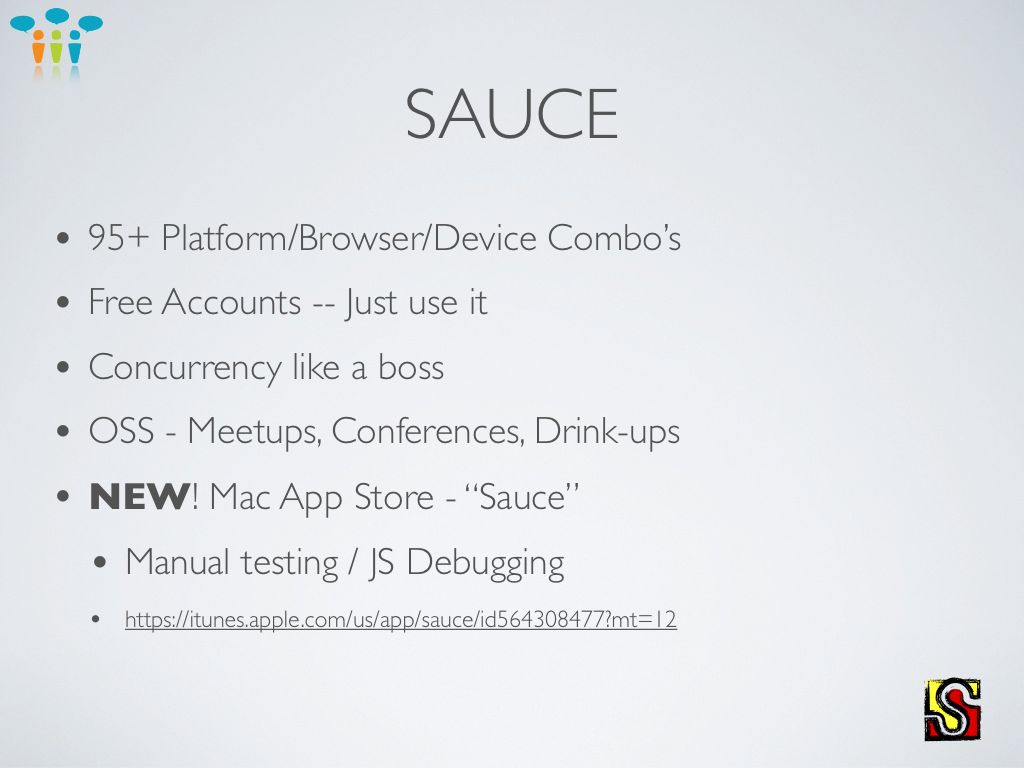 SAUCE
• 95+ Platform/Browser/Device Combo’s
• Free Accounts -- Just use it
• Concurrency like a boss
• OSS - Meetups, Conferences, Drink-ups
• NEW! Mac App Store - “Sauce”
• Manual testing / JS Debugging
• https://itunes.apple.com/us/app/sauce/id564308477?mt=12
S